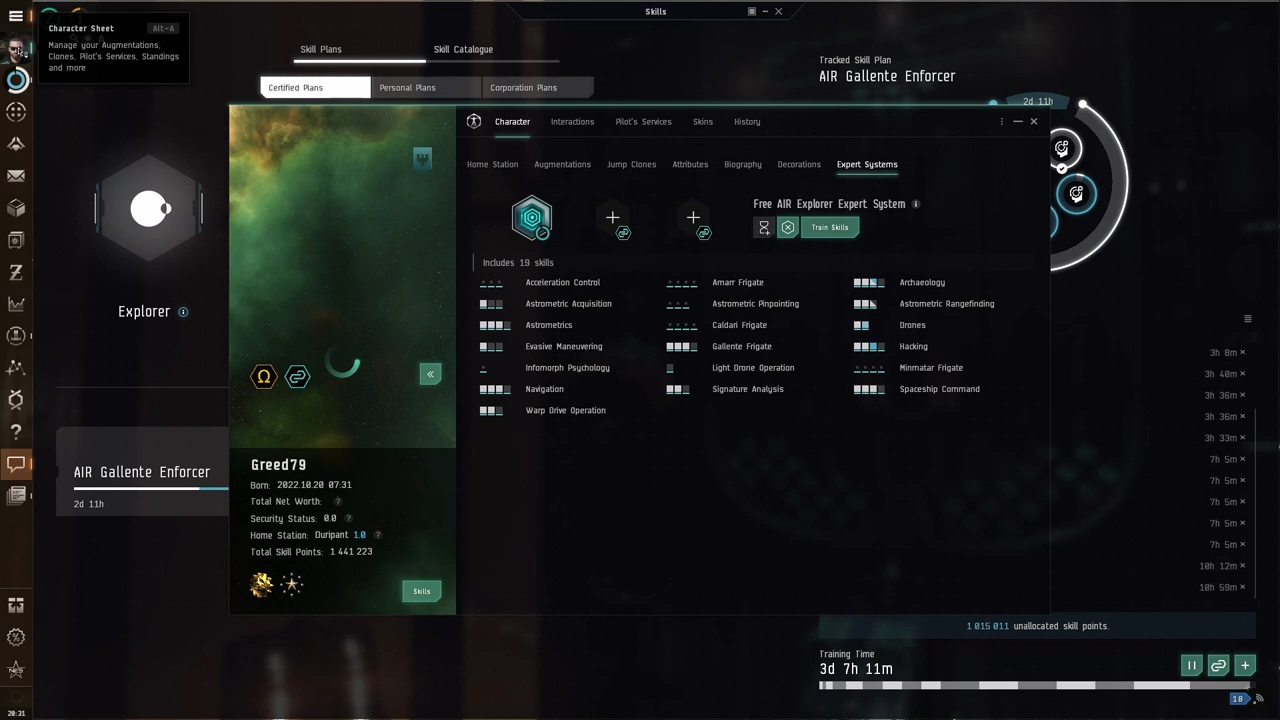 Skills
Character Sheet Alt-A
Manage your Augmentations,
Clones, Pilot's Services, Standings
and more
Skill Plans Skill Catalogue
Certified Plans Personal Plans Corporation Plans
Tracked Skill Plan
AIR Gallente Enforcer
2d 11h
Explorer
AIR Gallente Enforcer
2d 11h
Character Interactions Pilot's Services Skins History
Home Station Augmentations Jump Clones Attributes Biography Decorations Expert Systems
Free AIR Explorer Expert System
Train Skills
Includes 19 skills
Acceleration Control Amarr Frigate Archaeology
Astrometric Acquisition Astrometric Pinpointing Astrometric Rangefinding
Astrometrics Caldari Frigate Drones
Evasive Maneuvering Gallente Frigate Hacking
Infomorph Psychology Light Drone Operation Minmatar Frigate
Navigation Signature Analysis Spaceship Command
Warp Drive Operation
Greed79
Born: 2022.10.20 07:31
Total Net Worth: ?
Security Status: 0.0 ?
Home Station: Duripant 1.0 ?
Total Skill Points: 1 441 223
Skills
3h 8m ×
3h 40m ×
3h 36m ×
3h 36m ×
3h 33m ×
7h 5m ×
7h 5m ×
7h 5m ×
7h 5m ×
7h 5m ×
10h 12m ×
10h 59m ×
1 015 011 unallocated skill points.
Training Time
3d 7h 11m
18
NES
20:31